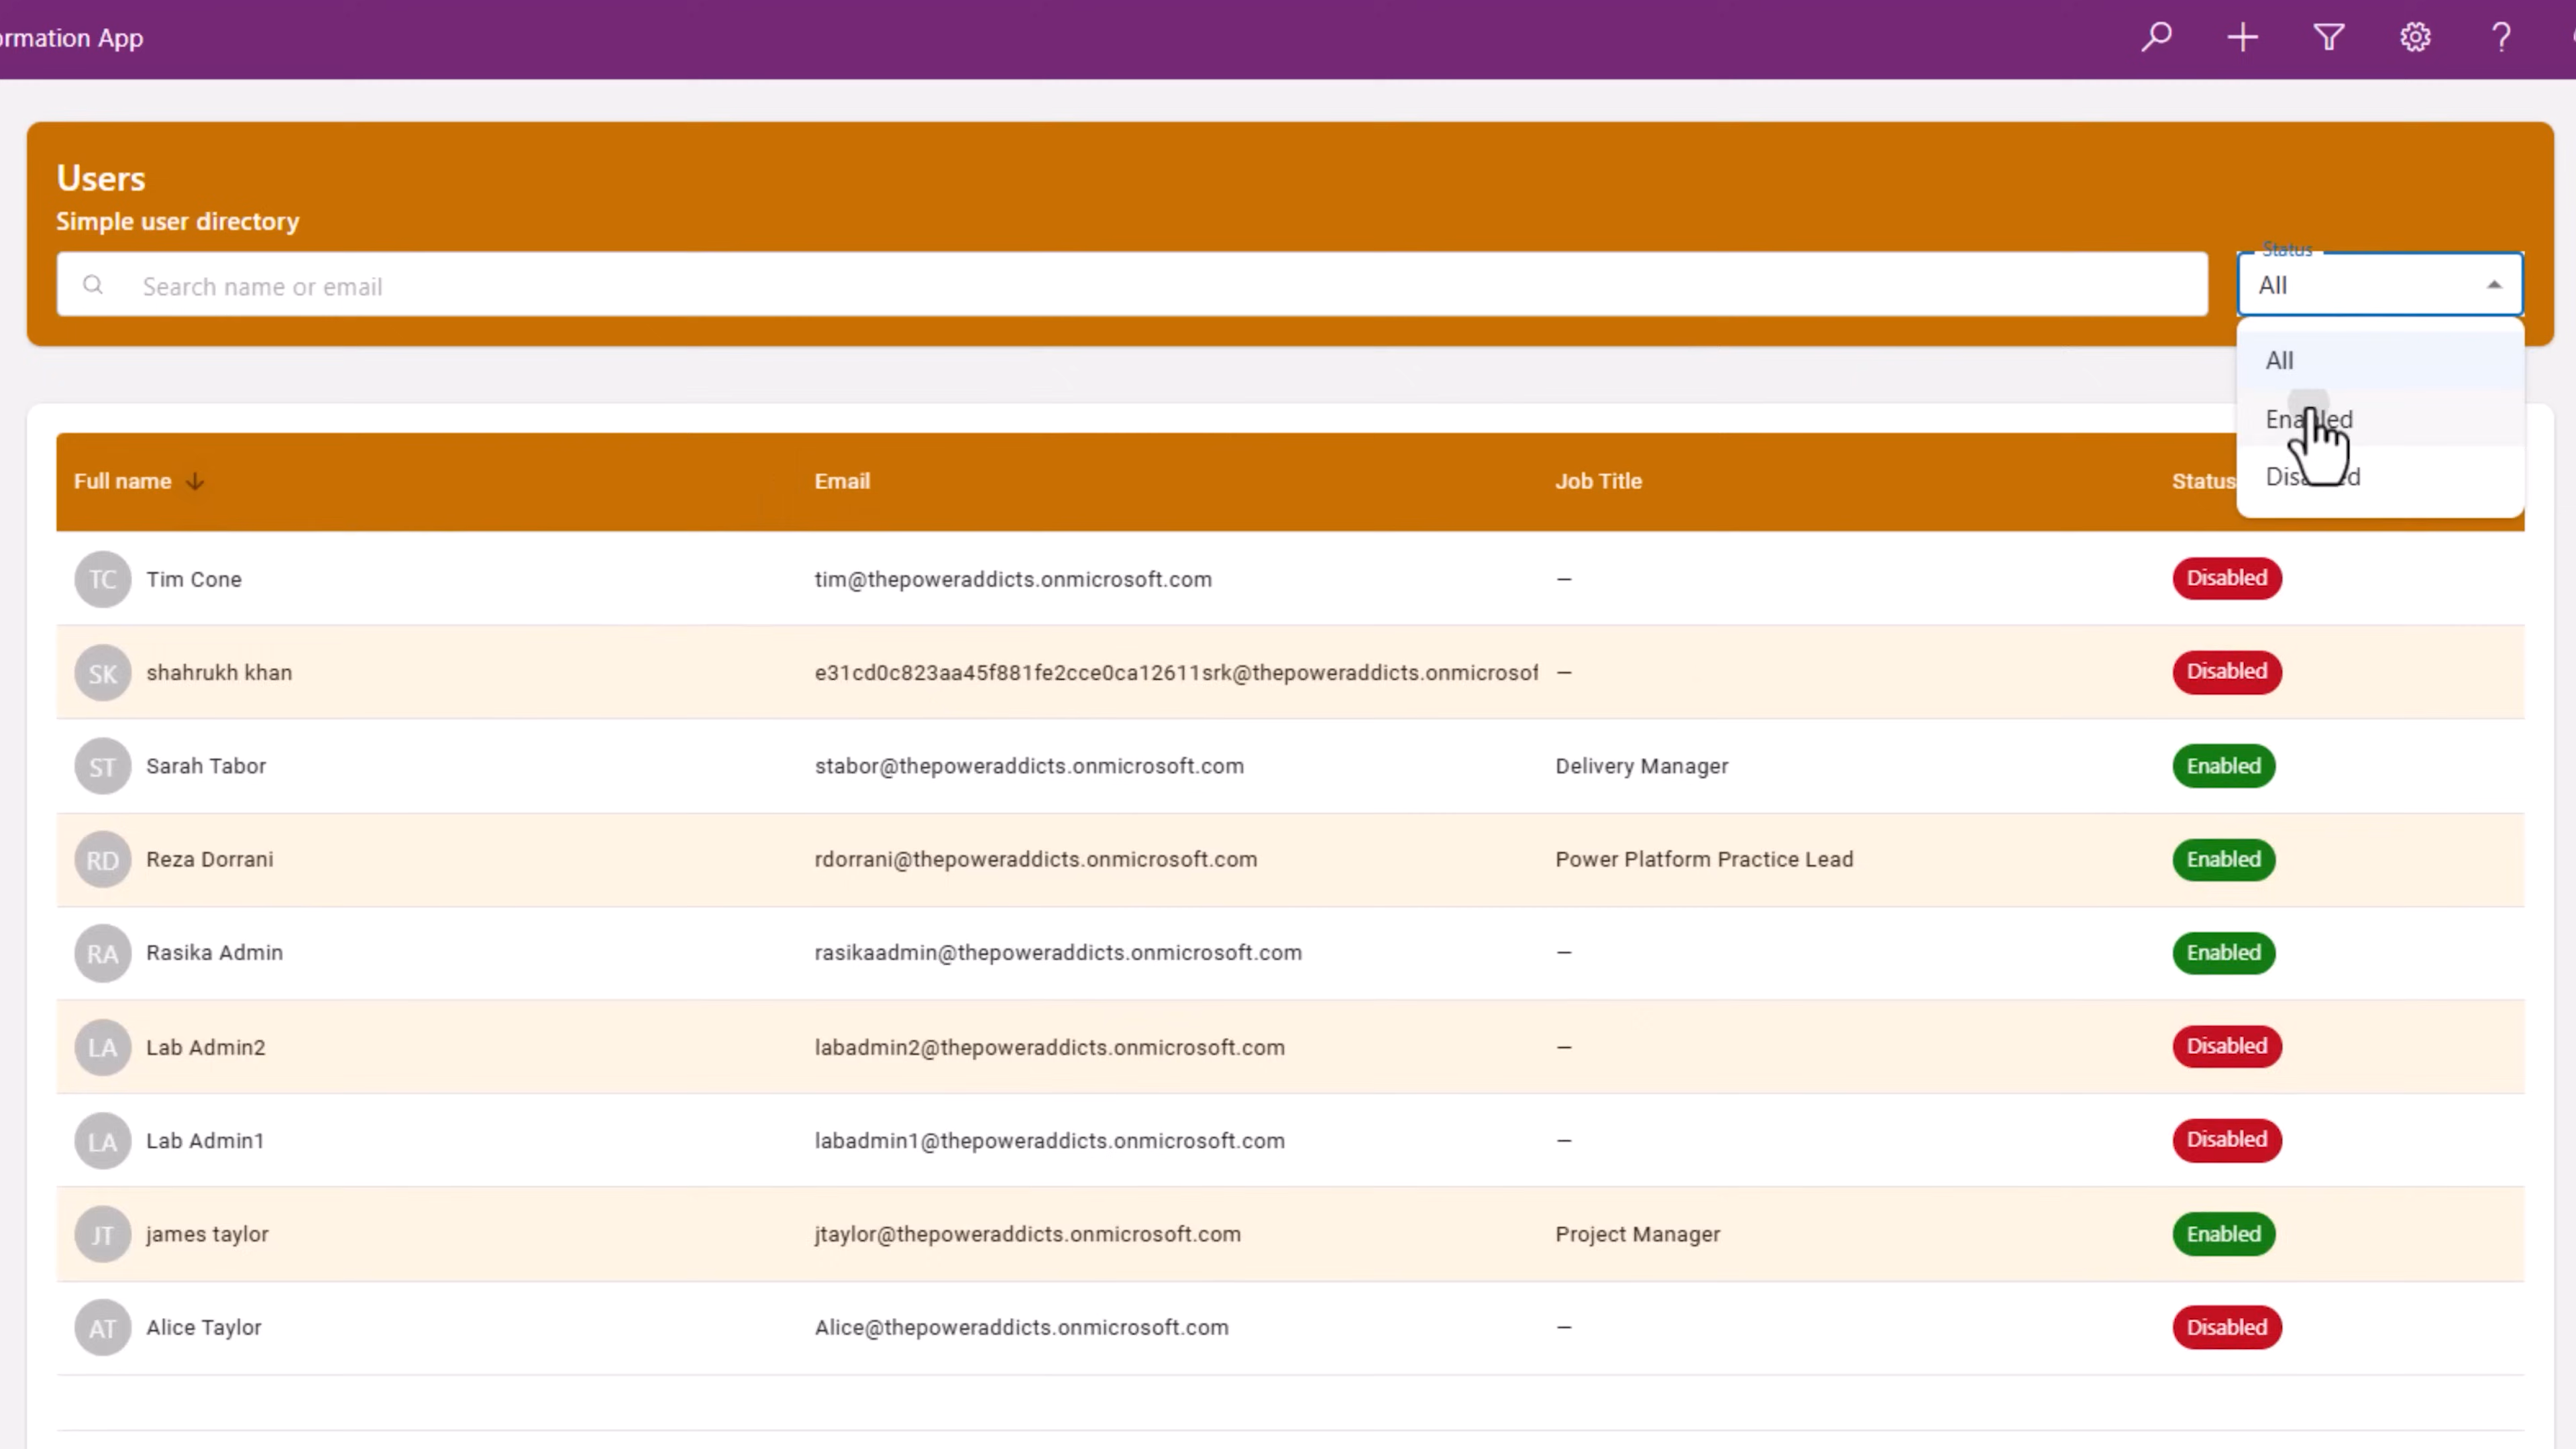 ormation App
Users
Simple user directory
Search name or email
Status
All
All
Enabled
Disabled
Full name Email Job Title Status
TC Tim Cone tim@thepoweraddicts.onmicrosoft.com — Disabled
SK shahrukh khan e31cd0c823aa45f881fe2cce0ca12611srk@thepoweraddicts.onmicrosof — Disabled
ST Sarah Tabor stabor@thepoweraddicts.onmicrosoft.com Delivery Manager Enabled
RD Reza Dorrani rdorrani@thepoweraddicts.onmicrosoft.com Power Platform Practice Lead Enabled
RA Rasika Admin rasikaadmin@thepoweraddicts.onmicrosoft.com — Enabled
LA Lab Admin2 labadmin2@thepoweraddicts.onmicrosoft.com — Disabled
LA Lab Admin1 labadmin1@thepoweraddicts.onmicrosoft.com — Disabled
JT james taylor jtaylor@thepoweraddicts.onmicrosoft.com Project Manager Enabled
AT Alice Taylor Alice@thepoweraddicts.onmicrosoft.com — Disabled